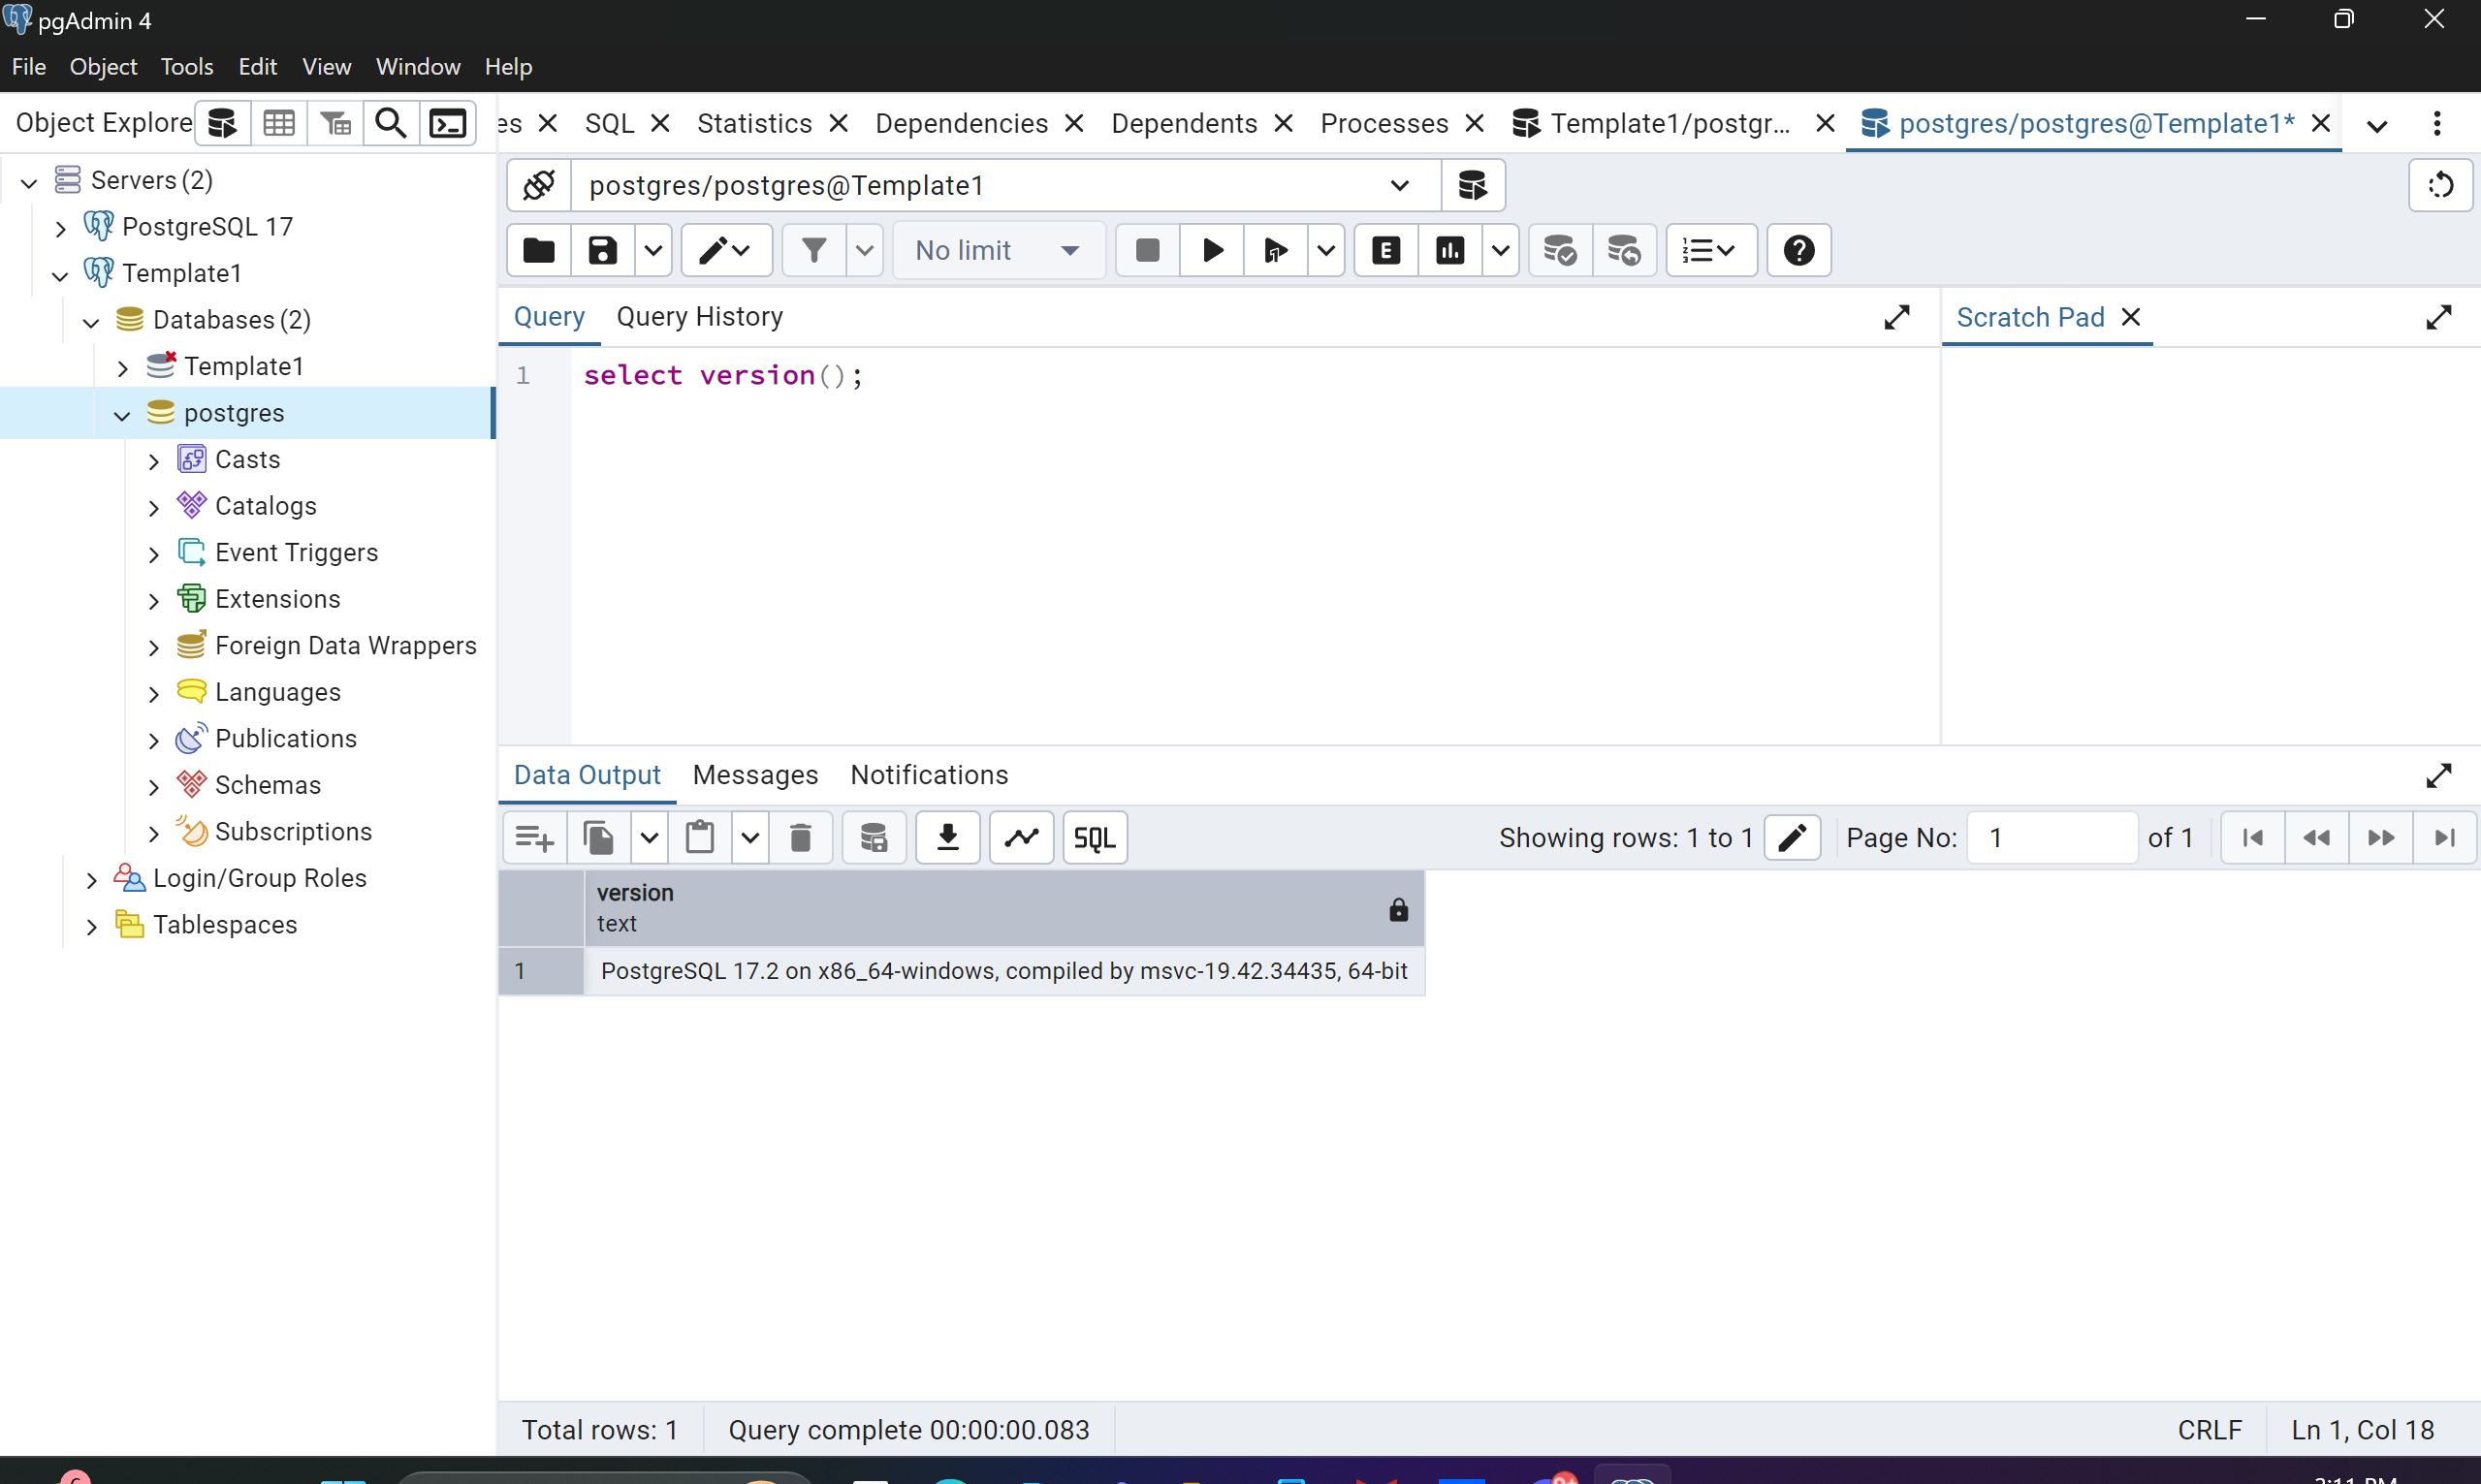 pgAdmin 4
File Object Tools Edit View Window Help
Object Explore
es SQL Statistics Dependencies Dependents Processes Template1/postgr... postgres/postgres@Template1*
Servers (2)
PostgreSQL 17
Template1
Databases (2)
Template1
postgres
Casts
Catalogs
Event Triggers
Extensions
Foreign Data Wrappers
Languages
Publications
Schemas
Subscriptions
Login/Group Roles
Tablespaces
postgres/postgres@Template1
No limit E
Query Query History
Scratch Pad
1 select version();
Data Output Messages Notifications
SQL Showing rows: 1 to 1 Page No: 1 of 1
version
text
1 PostgreSQL 17.2 on x86_64-windows, compiled by msvc-19.42.34435, 64-bit
Total rows: 1 Query complete 00:00:00.083 CRLF Ln 1, Col 18